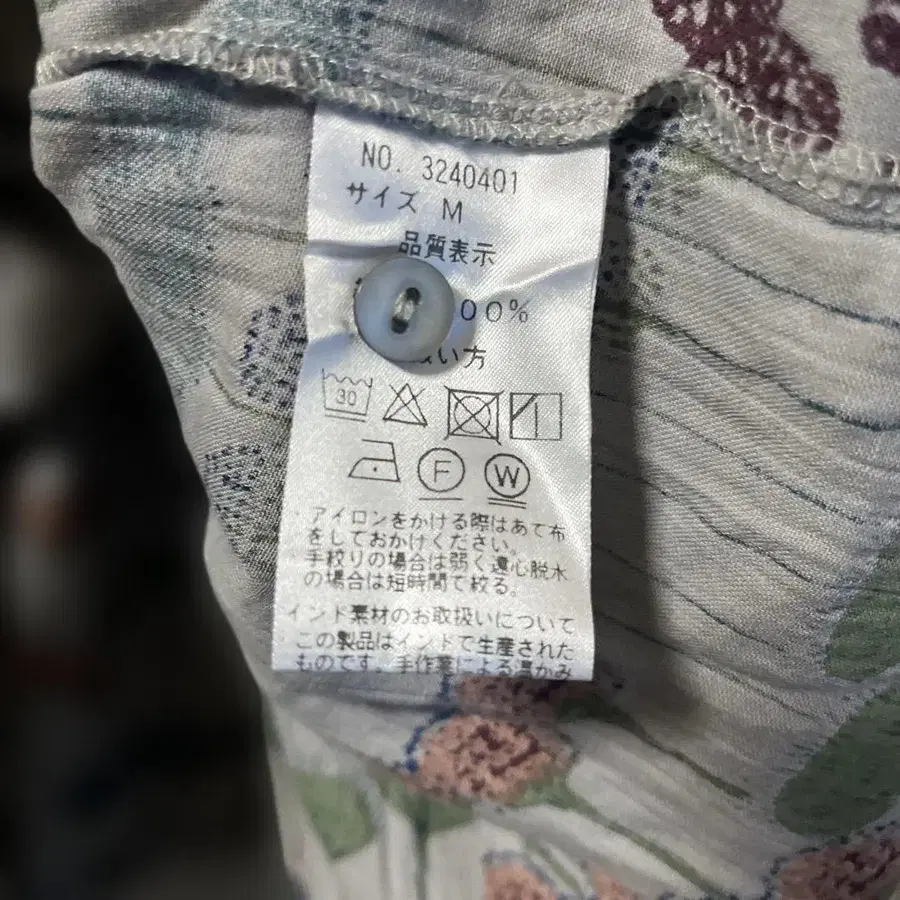 NO. 3240401
サイズ M
品質表示
00%
い方
30
F W
・アイロンをかける際はあて布
をしておかけください。
・手絞りの場合は弱く遠心脱水
の場合は短時間で絞る。
インド素材のお取扱いについて
この製品はインドで生産された
ものです。手作業による温かみ